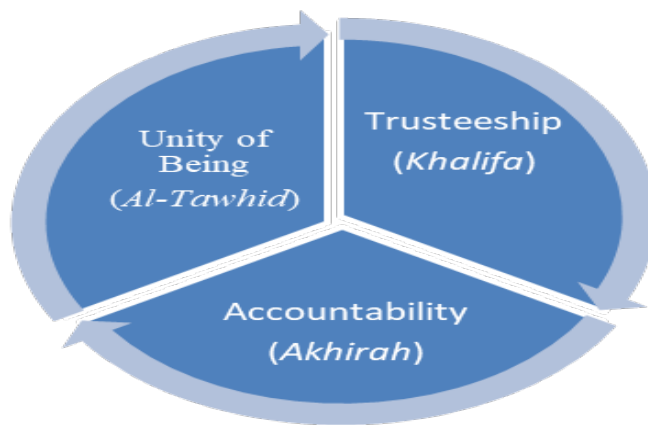 Unity of
Being
(Al-Tawhid)
Trusteeship
(Khalifa)
Accountability
(Akhirah)